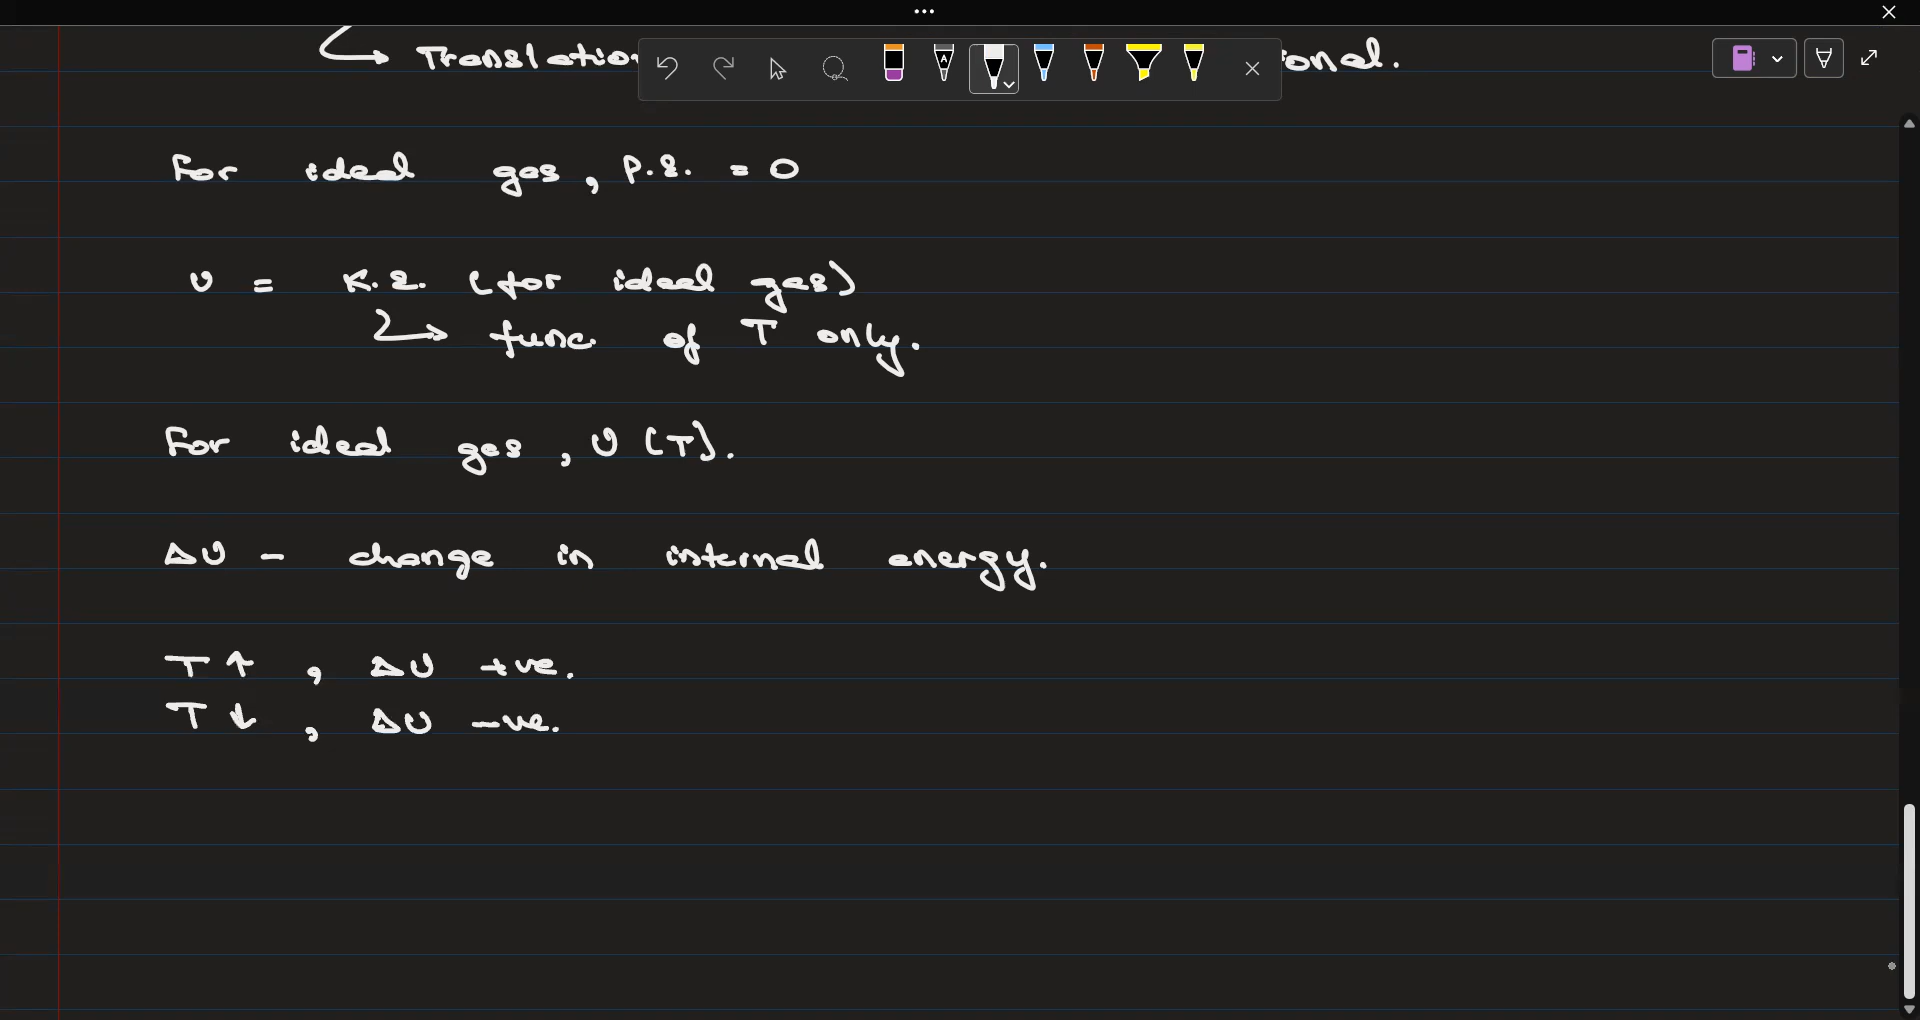 Translatio onal.
For ideal gas, P.E. = 0
U = K.E. (for ideal gas)
↳ func. of T only.
For ideal gas, U (T).
ΔU - change in internal energy.
T ↑, ΔU +ve.
T ↓, ΔU -ve.